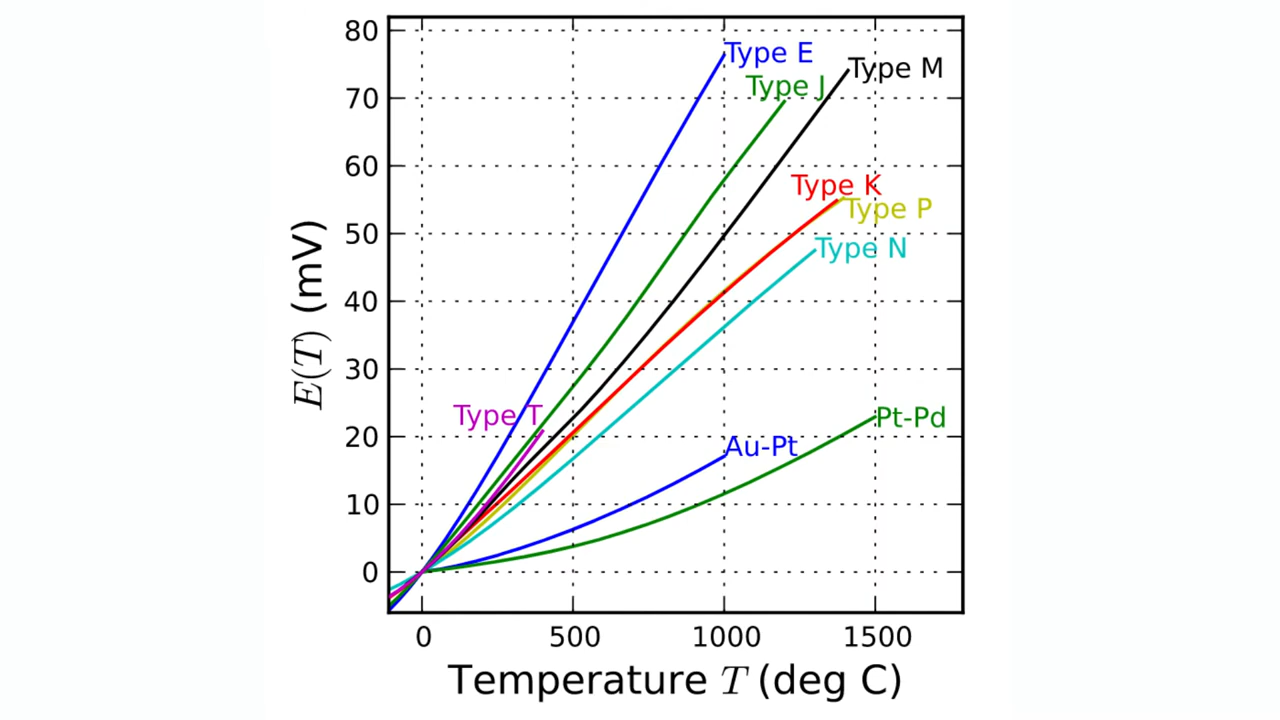 80
70
60
50
40
30
20
10
0
E(T) (mV)
Type E
Type M
Type J
Type K
Type P
Type N
Type T
Pt-Pd
Au-Pt
0 500 1000 1500
Temperature T (deg C)